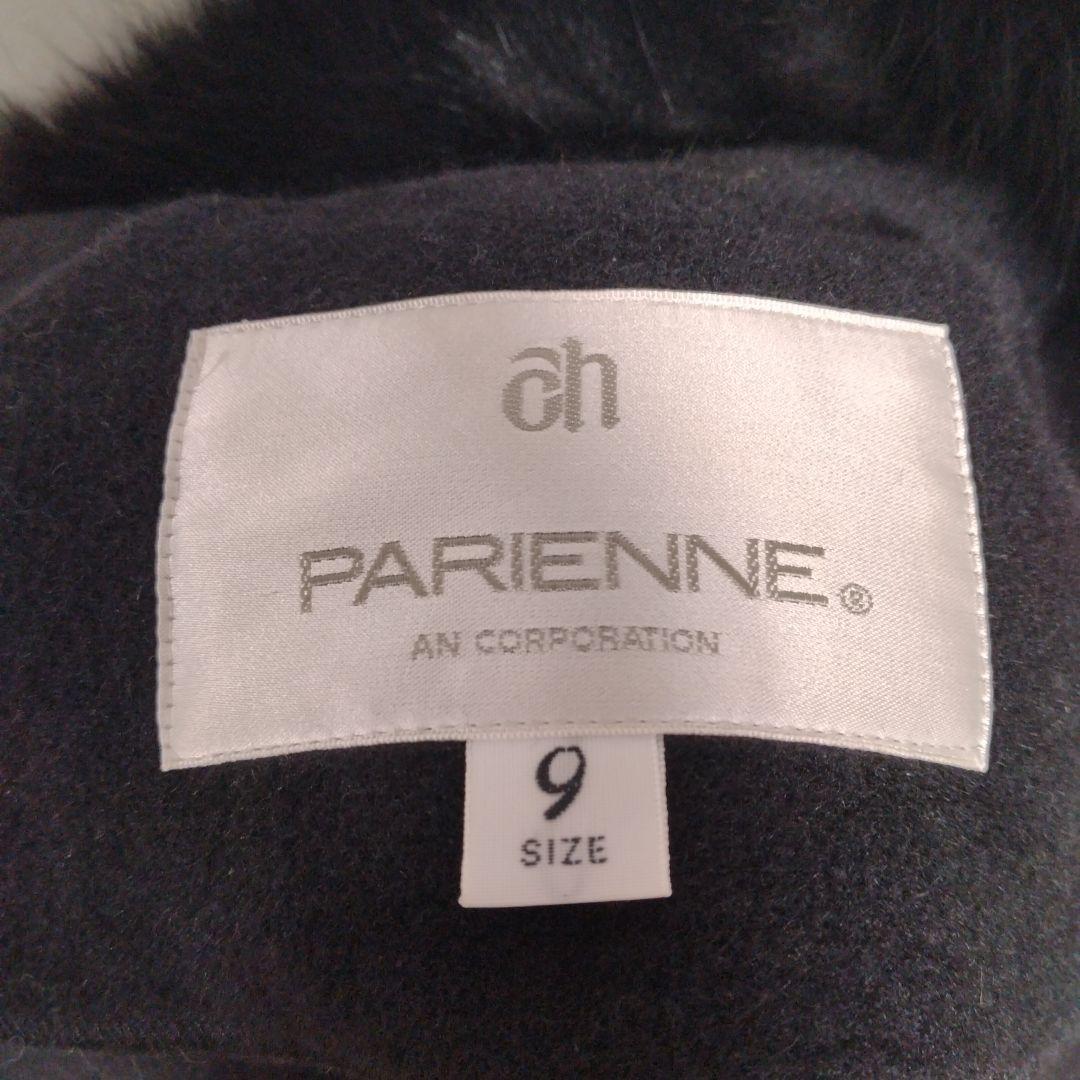 ch
PARIENNE®
AN CORPORATION
9
SIZE